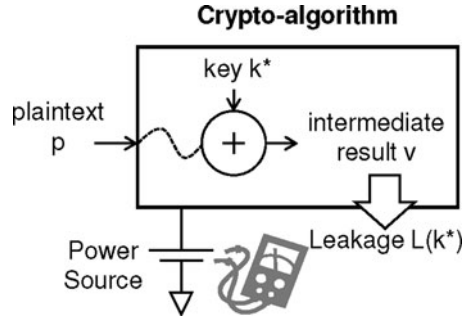 Crypto-algorithm
key k*
plaintext
p
+
intermediate
result v
Leakage L(k*)
Power
Source